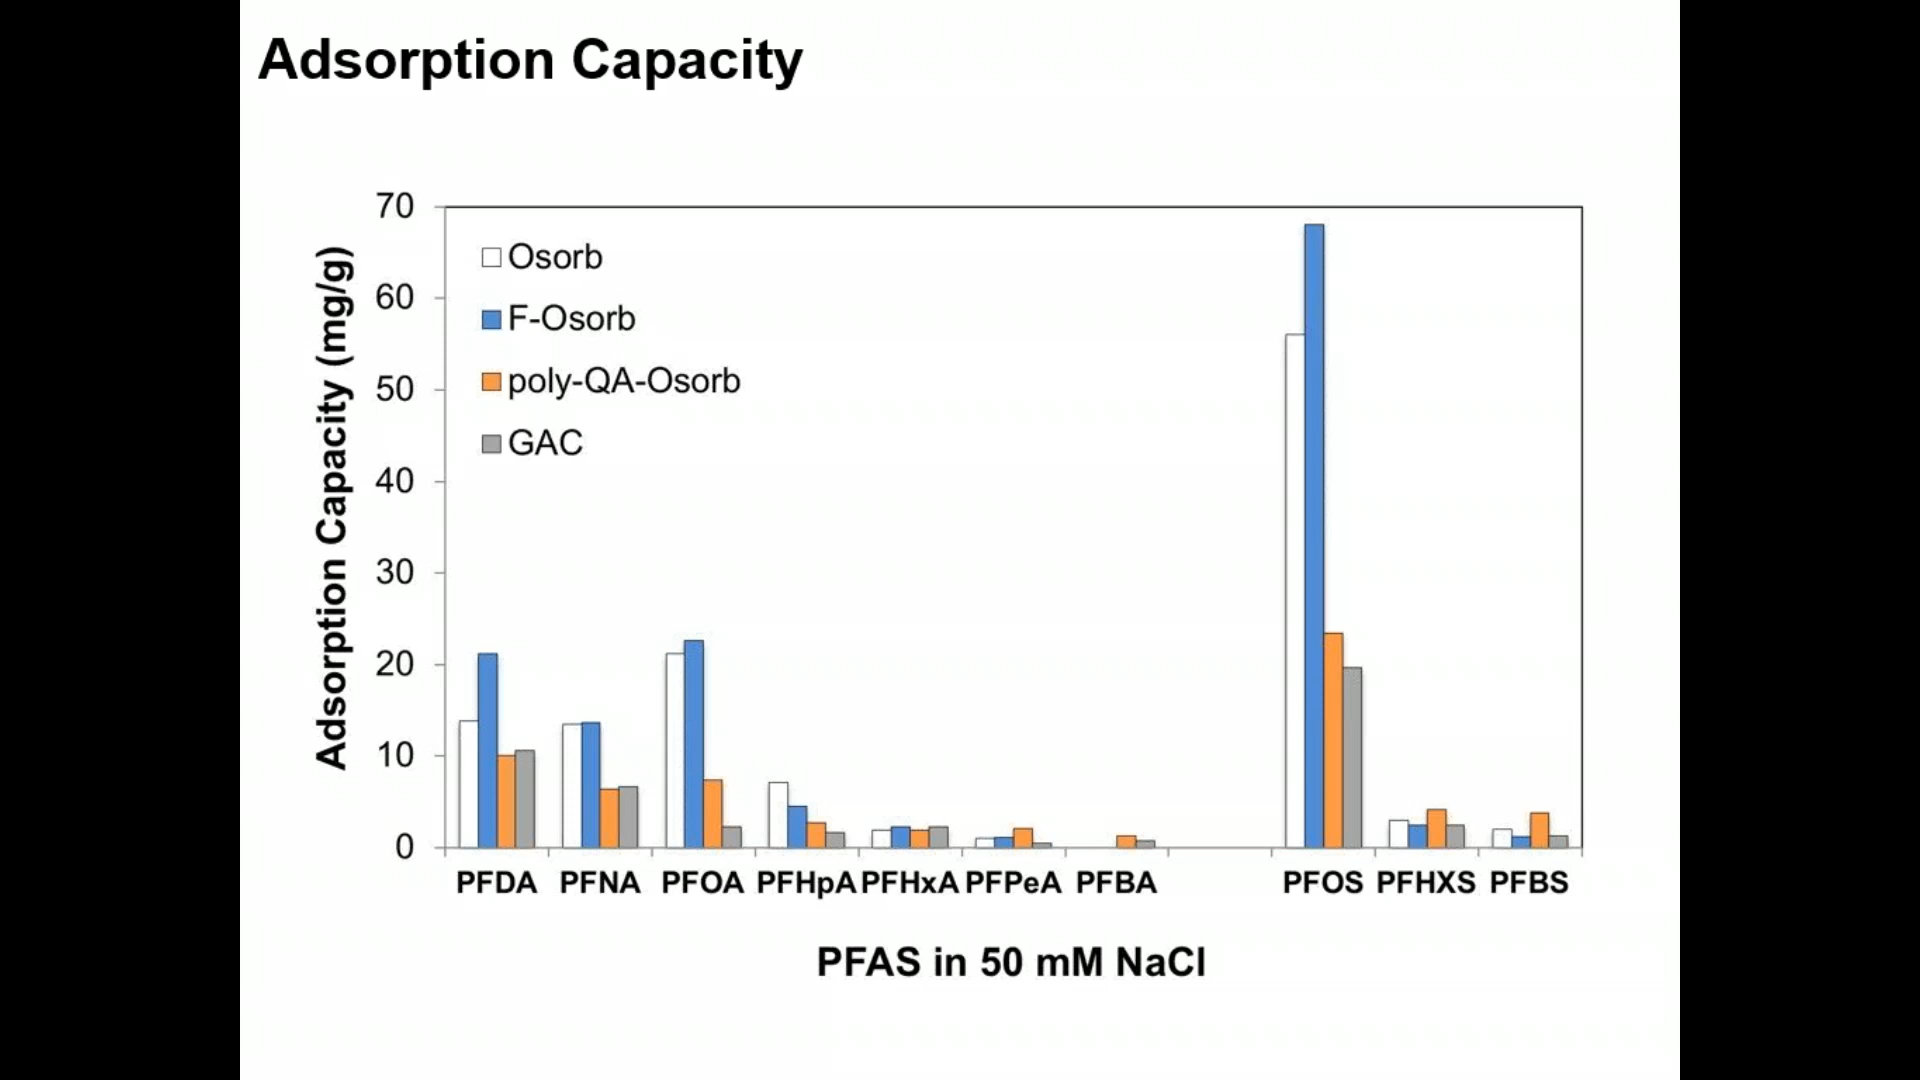 Adsorption Capacity
Adsorption Capacity (mg/g)
70
60
50
40
30
20
10
0
Osorb
F-Osorb
poly-QA-Osorb
GAC
PFDA PFNA PFOA PFHpA PFHxA PFPeA PFBA PFOS PFHXS PFBS
PFAS in 50 mM NaCl